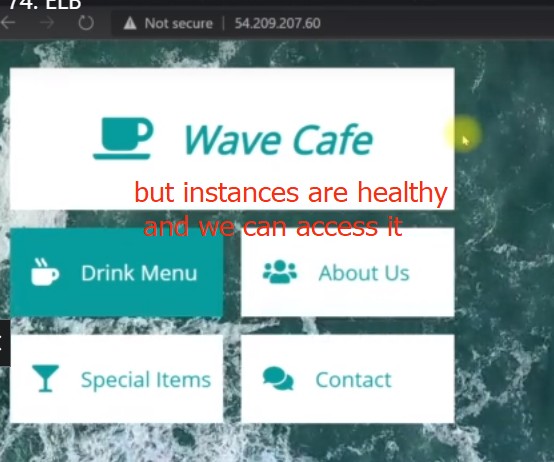 74. ELB
Not secure | 54.209.207.60
Wave Cafe
but instances are healthy
and we can access it
Drink Menu
About Us
Special Items
Contact